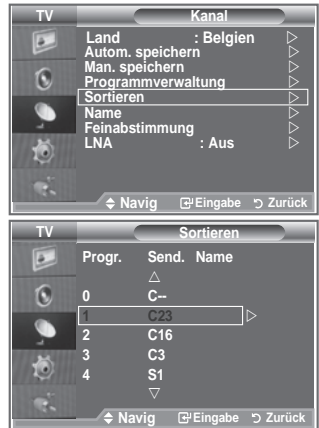 TV Kanal
Land : Belgien
Autom. speichern
Man. speichern
Programmverwaltung
Sortieren
Name
Feinabstimmung
LNA : Aus
Navig Eingabe Zurück
TV Sortieren
Progr. Send. Name
0 C--
1 C23
2 C16
3 C3
4 S1
Navig Eingabe Zurück